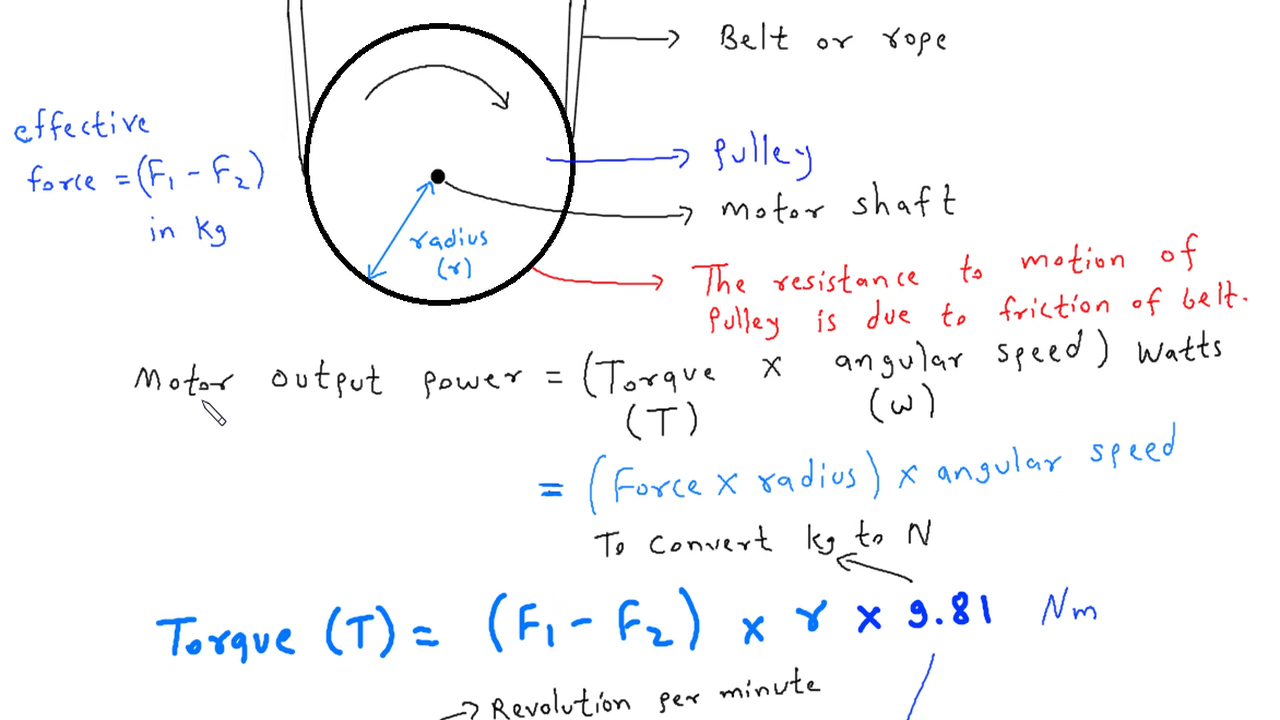 Belt or rope
effective
force = (F₁ - F₂)
in kg
Pulley
motor shaft
radius
(r)
The resistance to motion of
Pulley is due to friction of belt.
Motor output power = (Torque x angular speed) Watts
(T) (ω)
= (Force x radius) x angular speed
To convert kg to N
Torque (T) = (F₁ - F₂) x r x 9.81 Nm
Revolution per minute